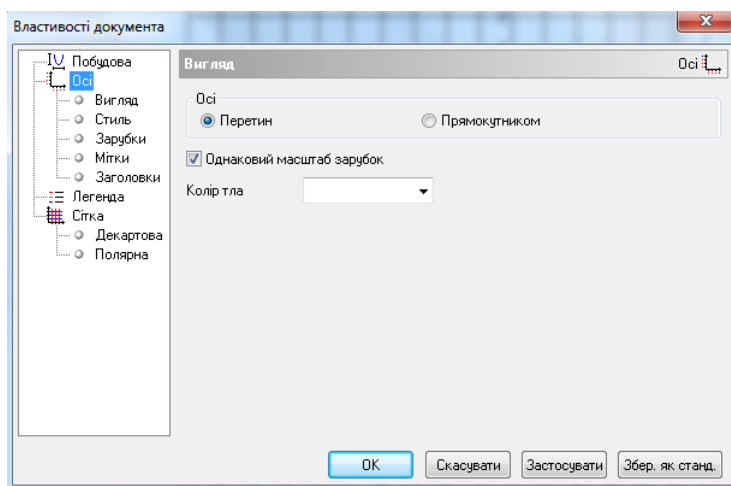 Властивості документа
Побудова
Осі
Вигляд
Стиль
Зарубки
Мітки
Заголовки
Легенда
Сітка
Декартова
Полярна
Вигляд Осі
Осі
Перетин Прямокутником
Однаковий масштаб зарубок
Колір тла
OK Скасувати Застосувати Збер. як станд.